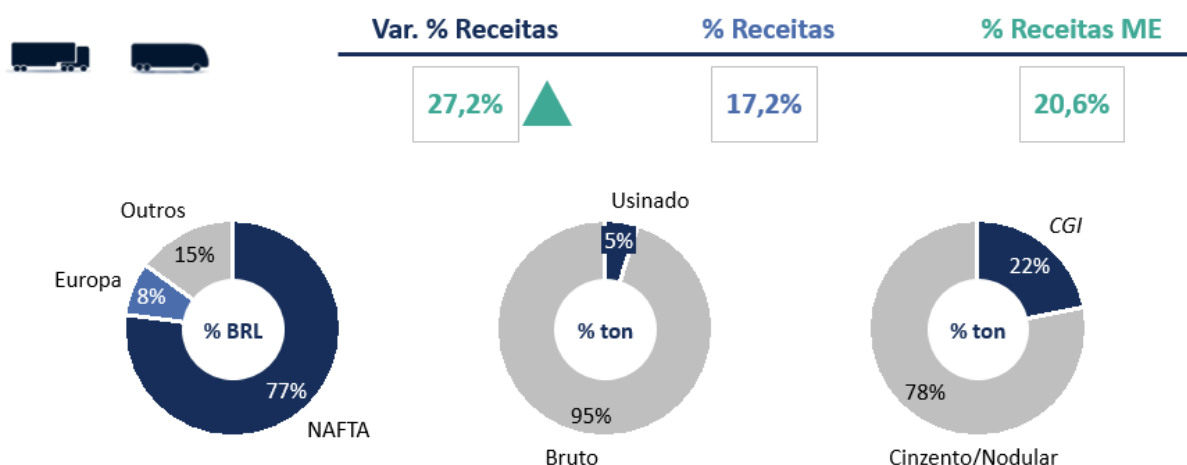 Var. % Receitas
% Receitas
% Receitas ME
27,2%
17,2%
20,6%
Outros
15%
Europa
8%
% BRL
77%
NAFTA
Usinado
5%
% ton
95%
Bruto
CGI
22%
% ton
78%
Cinzento/Nodular